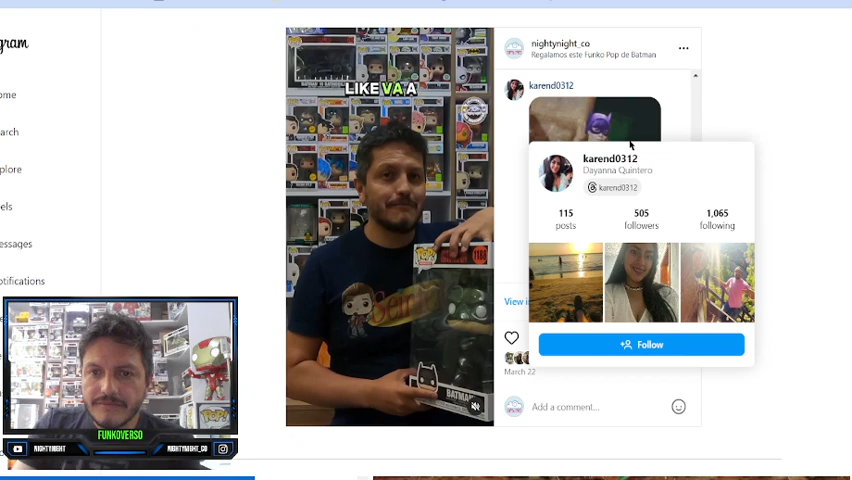 gram
ome
arch
plore
els
essages
otifications
LIKE VA A
1188
BATMAN
nightynight_co
Regalamos este Funko Pop de Batman
karend0312
karend0312
Dayanna Quintero
karend0312
115
505
1,065
posts
followers
following
Follow
View i
March 22
Add a comment...
POP!
FUNKOVERSO
NIGHTYNIGHT
NIGHTYNIGHT_CO